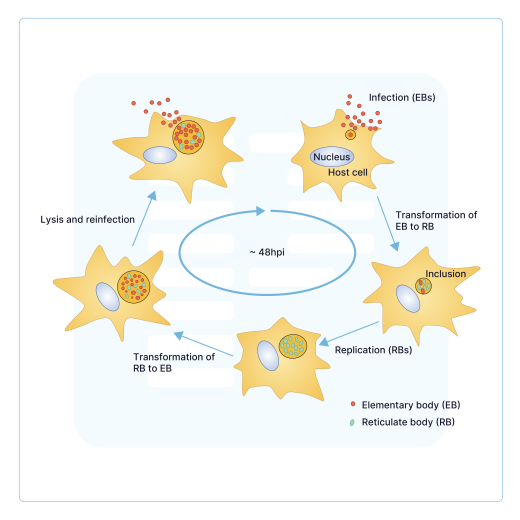 Infection (EBs)
Nucleus
Host cell
Transformation of
EB to RB
Lysis and reinfection
~ 48hpi
Inclusion
Replication (RBs)
Transformation of
RB to EB
Elementary body (EB)
Reticulate body (RB)